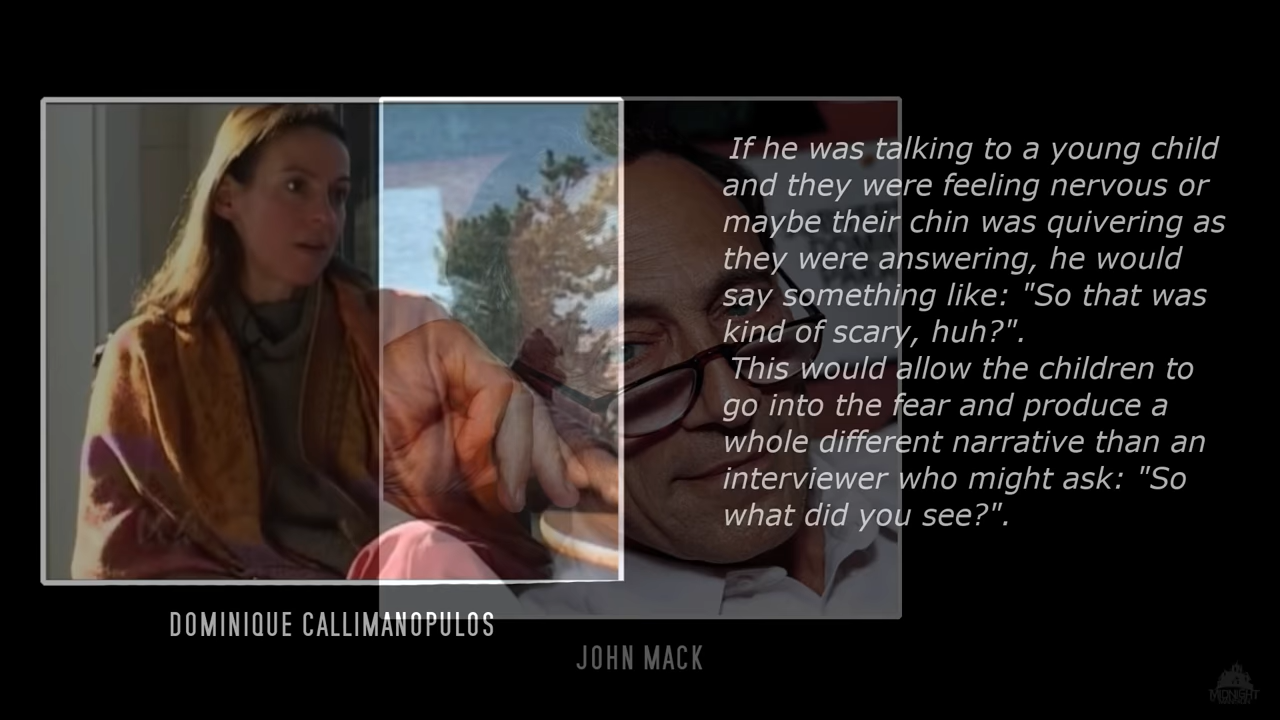 If he was talking to a young child
and they were feeling nervous or
maybe their chin was quivering as
they were answering, he would
say something like: "So that was
kind of scary, huh?".
This would allow the children to
go into the fear and produce a
whole different narrative than an
interviewer who might ask: "So
what did you see?".
DOMINIQUE CALLIMANOPULOS
JOHN MACK
MIDNIGHT